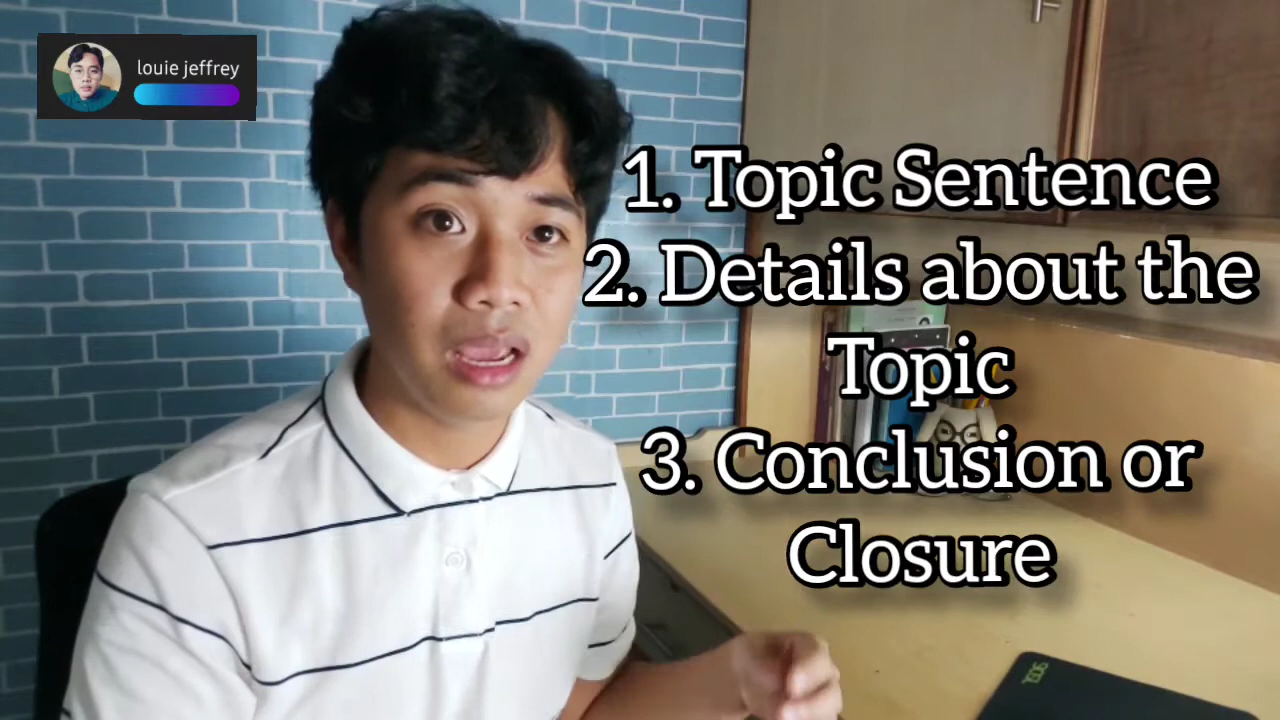 louie jeffrey
1. Topic Sentence
2. Details about the
Topic
3. Conclusion or
Closure